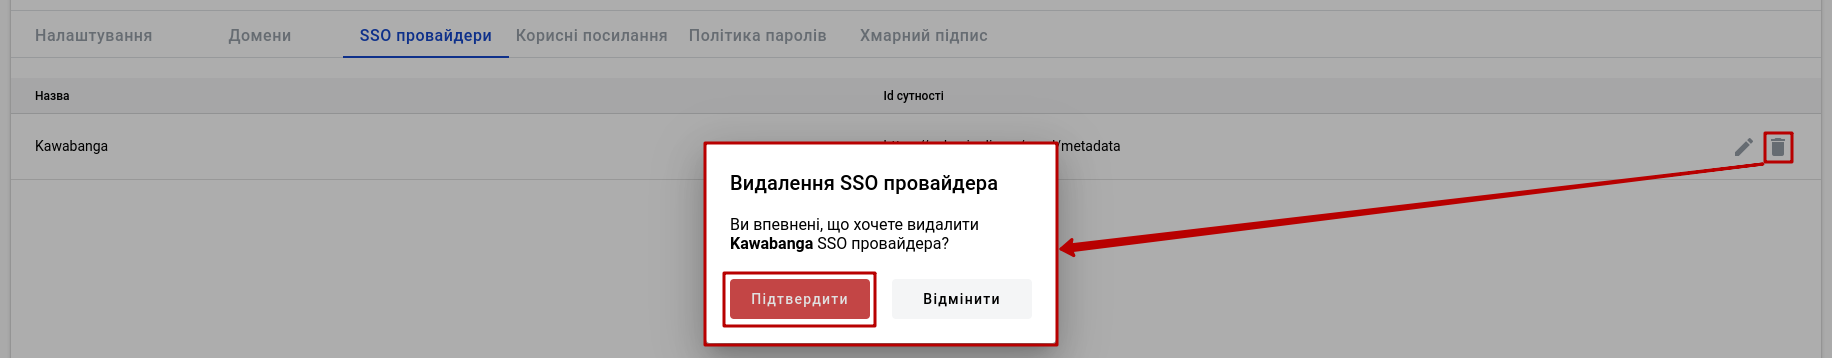 Налаштування Домени SSO провайдери Корисні посилання Політика паролів Хмарний підпис
Назва Id сутності
Kawabanga /metadata
Видалення SSO провайдера
Ви впевнені, що хочете видалити
Kawabanga SSO провайдера?
Підтвердити Відмінити